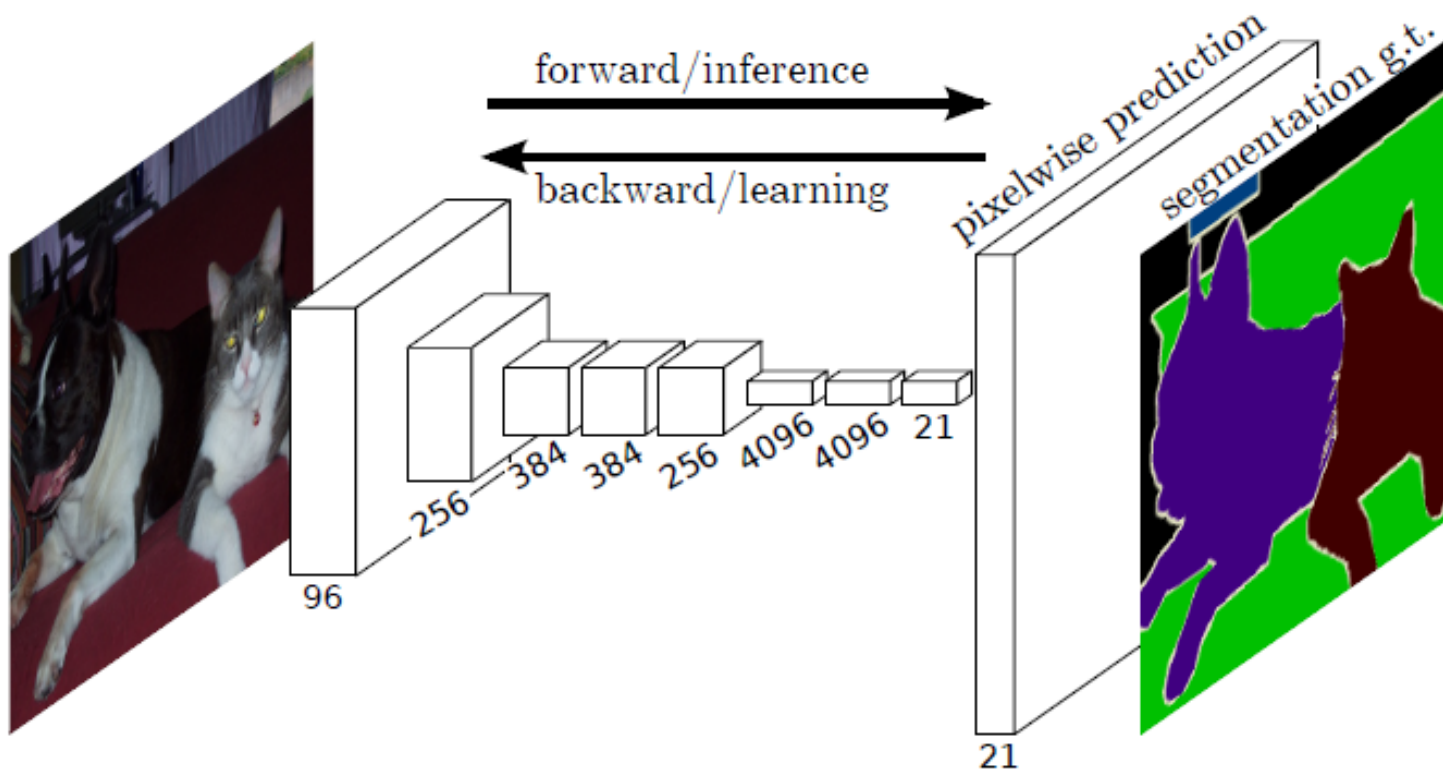 forward/inference
backward/learning
pixelwise prediction
segmentation g.t.
96
256
384
384
256
4096
4096
21
21